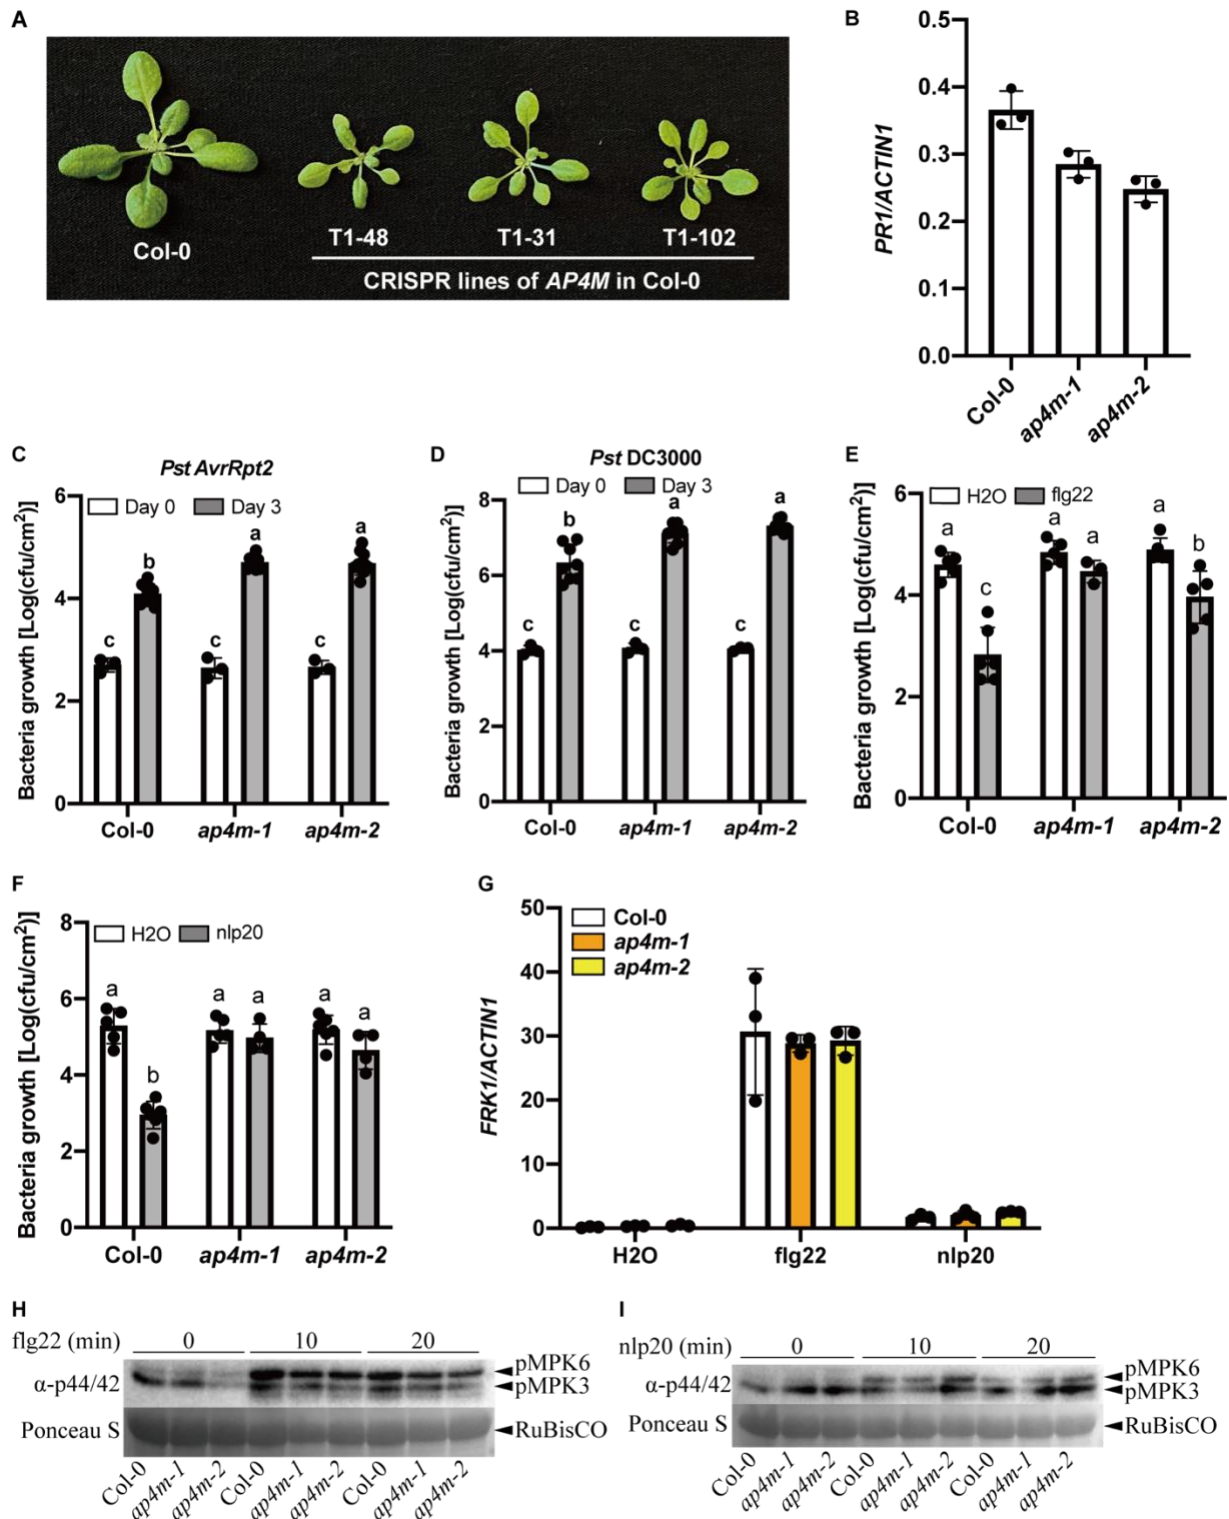 A
Col-0
T1-48
T1-31
T1-102
CRISPR lines of AP4M in Col-0
B
PR1/ACTIN1
0.5
0.4
0.3
0.2
0.1
0.0
Col-0
ap4m-1
ap4m-2
C
Pst AvrRpt2
Bacteria growth [Log(cfu/cm²)]
Day 0
Day 3
6
4
2
0
c
b
c
a
c
a
Col-0
ap4m-1
ap4m-2
D
Pst DC3000
Bacteria growth [Log(cfu/cm²)]
Day 0
Day 3
8
6
4
2
0
c
b
c
a
c
a
Col-0
ap4m-1
ap4m-2
E
Bacteria growth [Log(cfu/cm²)]
H2O
flg22
6
4
2
0
a
c
a
a
a
b
Col-0
ap4m-1
ap4m-2
F
Bacteria growth [Log(cfu/cm²)]
H2O
nlp20
8
6
4
2
0
a
b
a
a
a
a
Col-0
ap4m-1
ap4m-2
G
FRK1/ACTIN1
Col-0
ap4m-1
ap4m-2
50
40
30
20
10
0
H2O
flg22
nlp20
H
flg22 (min)
0
10
20
α-p44/42
pMPK6
pMPK3
Ponceau S
RuBisCO
Col-0
ap4m-1
ap4m-2
Col-0
ap4m-1
ap4m-2
Col-0
ap4m-1
ap4m-2
I
nlp20 (min)
0
10
20
α-p44/42
pMPK6
pMPK3
Ponceau S
RuBisCO
Col-0
ap4m-1
ap4m-2
Col-0
ap4m-1
ap4m-2
Col-0
ap4m-1
ap4m-2